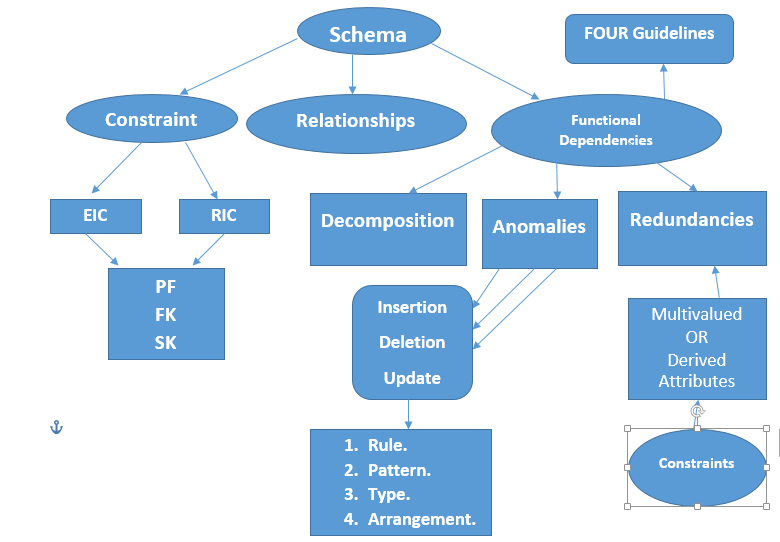 Schema
FOUR Guidelines
Constraint
Relationships
Functional
Dependencies
EIC
RIC
Decomposition
Anomalies
Redundancies
PF
FK
SK
Insertion
Deletion
Update
Multivalued
OR
Derived
Attributes
1. Rule.
2. Pattern.
3. Type.
4. Arrangement.
Constraints